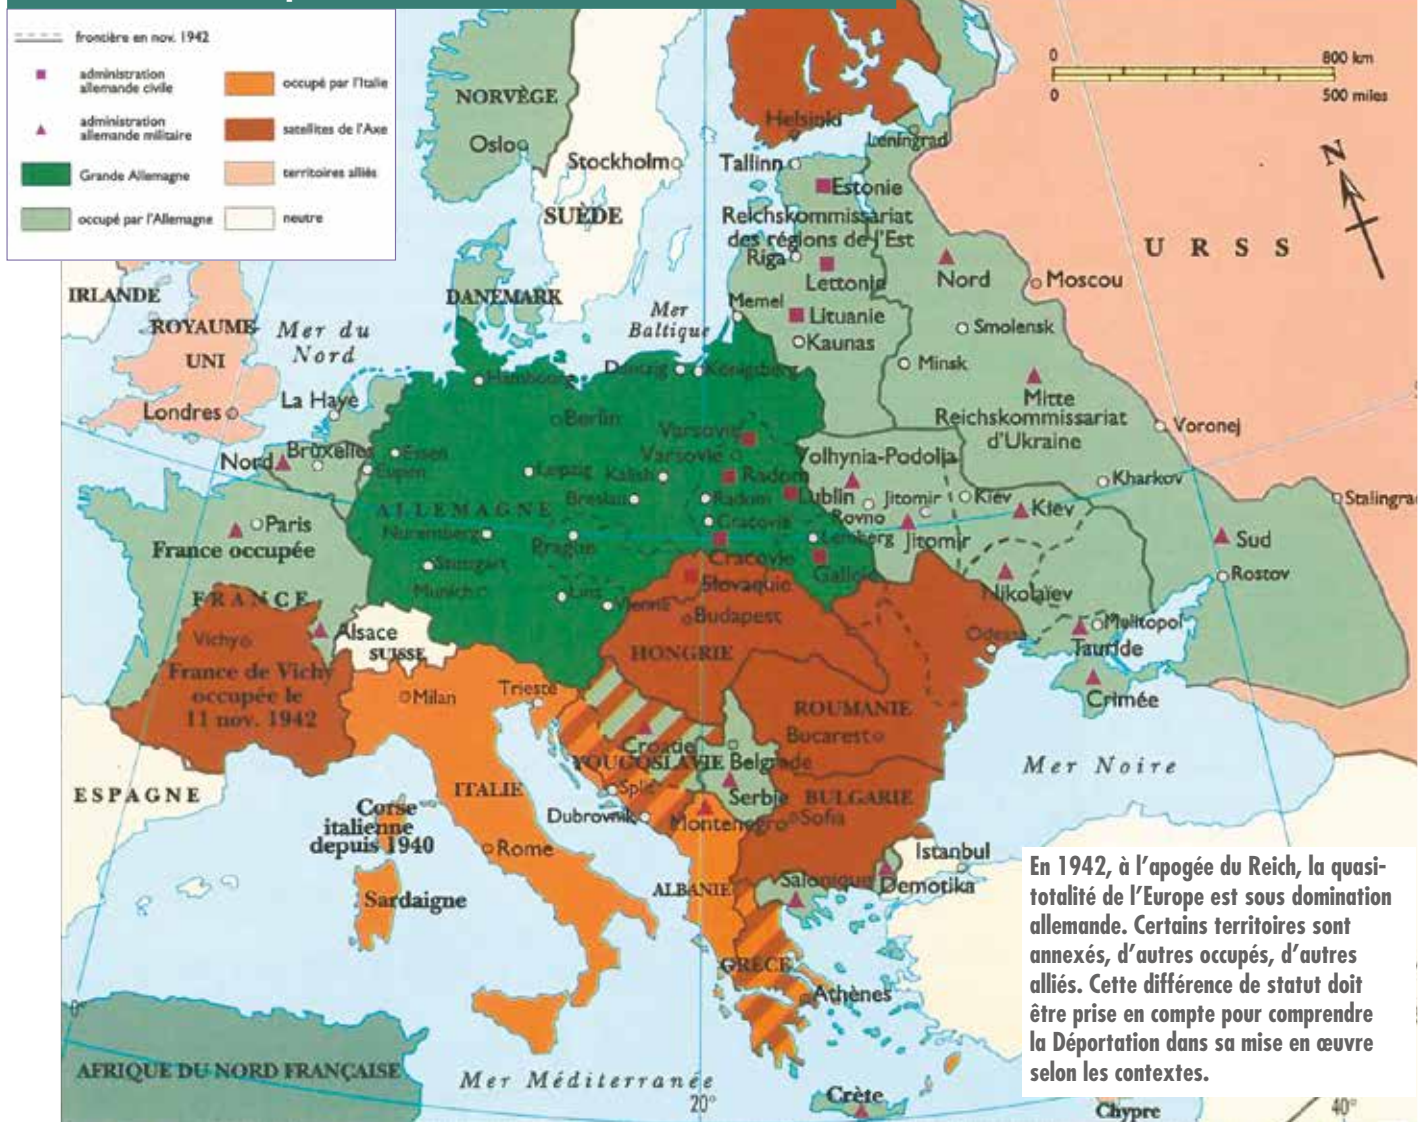 frontière en nov. 1942
administration
allemande civile
administration
allemande militaire
Grande Allemagne
occupé par l'Allemagne
occupé par l'Italie
satellites de l'Axe
territoires alliés
neutre
0
800 km
0
500 miles
N
NORVÈGE
Oslo
Stockholm
SUÈDE
Helsinki
Leningrad
Tallinn
Estonie
Reichskommissariat
des régions de l'Est
Riga
Lettonie
Nord
Moscou
U R S S
IRLANDE
ROYAUME-
UNI
Londres
Mer du
Nord
DANEMARK
Mer
Baltique
Memel
Lituanie
Kaunas
Smolensk
Minsk
Mitte
Reichskommissariat
d'Ukraine
Voronej
La Haye
Hambourg
Dantzig
Königsberg
Berlin
Nord
Bruxelles
Essen
Eupen
Leipzig
Kalish
Breslau
Varsovie
Varsovie
Radom
Radom
Lublin
Volhynia-Podolia
Rovno
Jitomir
Jitomir
Kiev
Kiev
Kharkov
Stalingrad
Paris
France occupée
ALLEMAGNE
Nuremberg
Prague
Cracovie
Cracovie
Lemberg
Galicie
Sud
Rostov
Stuttgart
Munich
Linz
Vienne
Slovaquie
Budapest
Nikolaïev
Melitopol
Tauride
Crimée
Odessa
FRANCE
Vichy
Alsace
SUISSE
France de Vichy
occupée le
11 nov. 1942
HONGRIE
Milan
Trieste
ROUMANIE
Bucarest
Croatie
YOUGOSLAVIE
Belgrade
Split
Serbie
BULGARIE
Sofia
Dubrovnik
Montenegro
Mer Noire
ESPAGNE
ITALIE
Corse
italienne
depuis 1940
Rome
Sardaigne
ALBANIE
Salonique
Demotika
Istanbul
GRÈCE
Athènes
0°
AFRIQUE DU NORD FRANÇAISE
Mer Méditerranée
20°
Crète
Chypre
40°
En 1942, à l'apogée du Reich, la quasi-
totalité de l'Europe est sous domination
allemande. Certains territoires sont
annexés, d'autres occupés, d'autres
alliés. Cette différence de statut doit
être prise en compte pour comprendre
la Déportation dans sa mise en œuvre
selon les contextes.